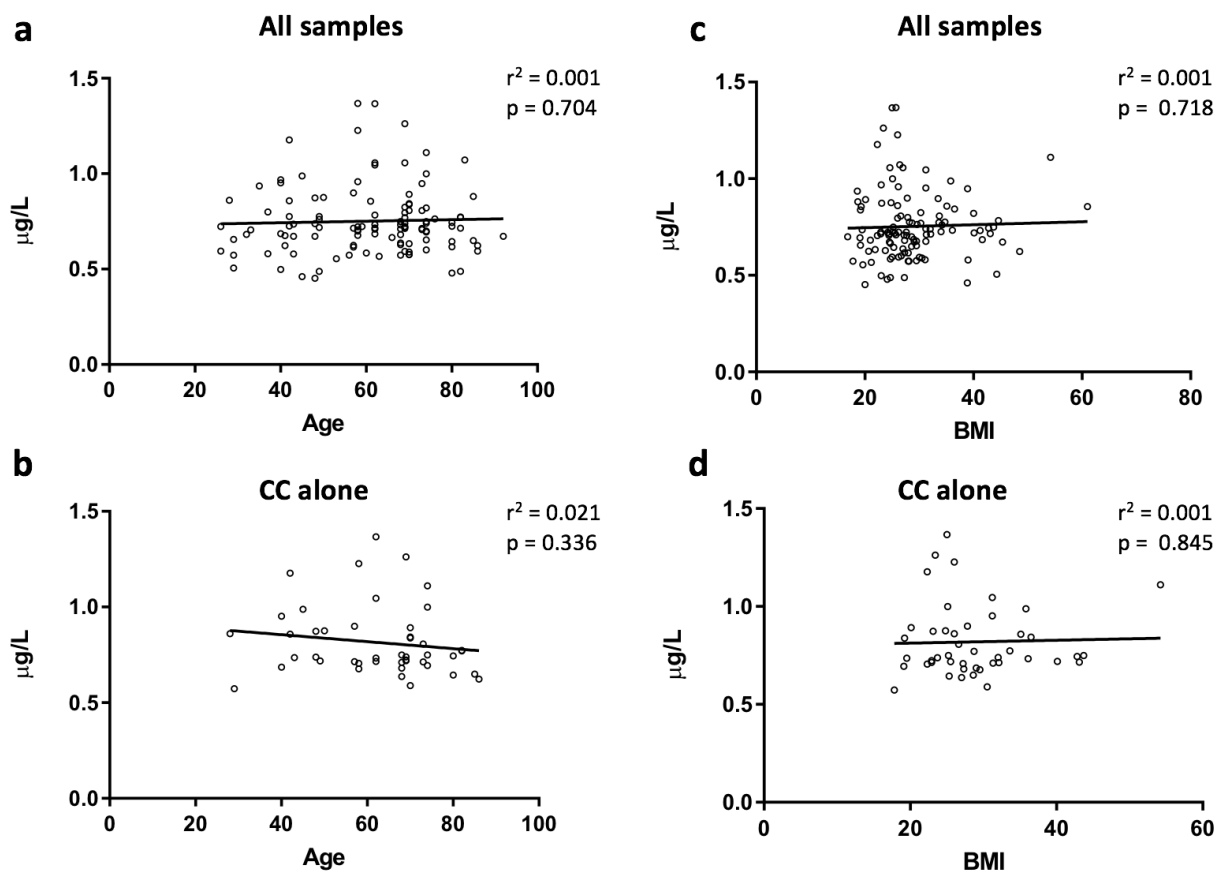 a
All samples
r² = 0.001
p = 0.704
1.5
1.0
0.5
0.0
µg/L
0 20 40 60 80 100
Age
c
All samples
r² = 0.001
p = 0.718
1.5
1.0
0.5
0.0
µg/L
0 20 40 60 80
BMI
b
CC alone
r² = 0.021
p = 0.336
1.5
1.0
0.5
0.0
µg/L
0 20 40 60 80 100
Age
d
CC alone
r² = 0.001
p = 0.845
1.5
1.0
0.5
0.0
µg/L
0 20 40 60
BMI